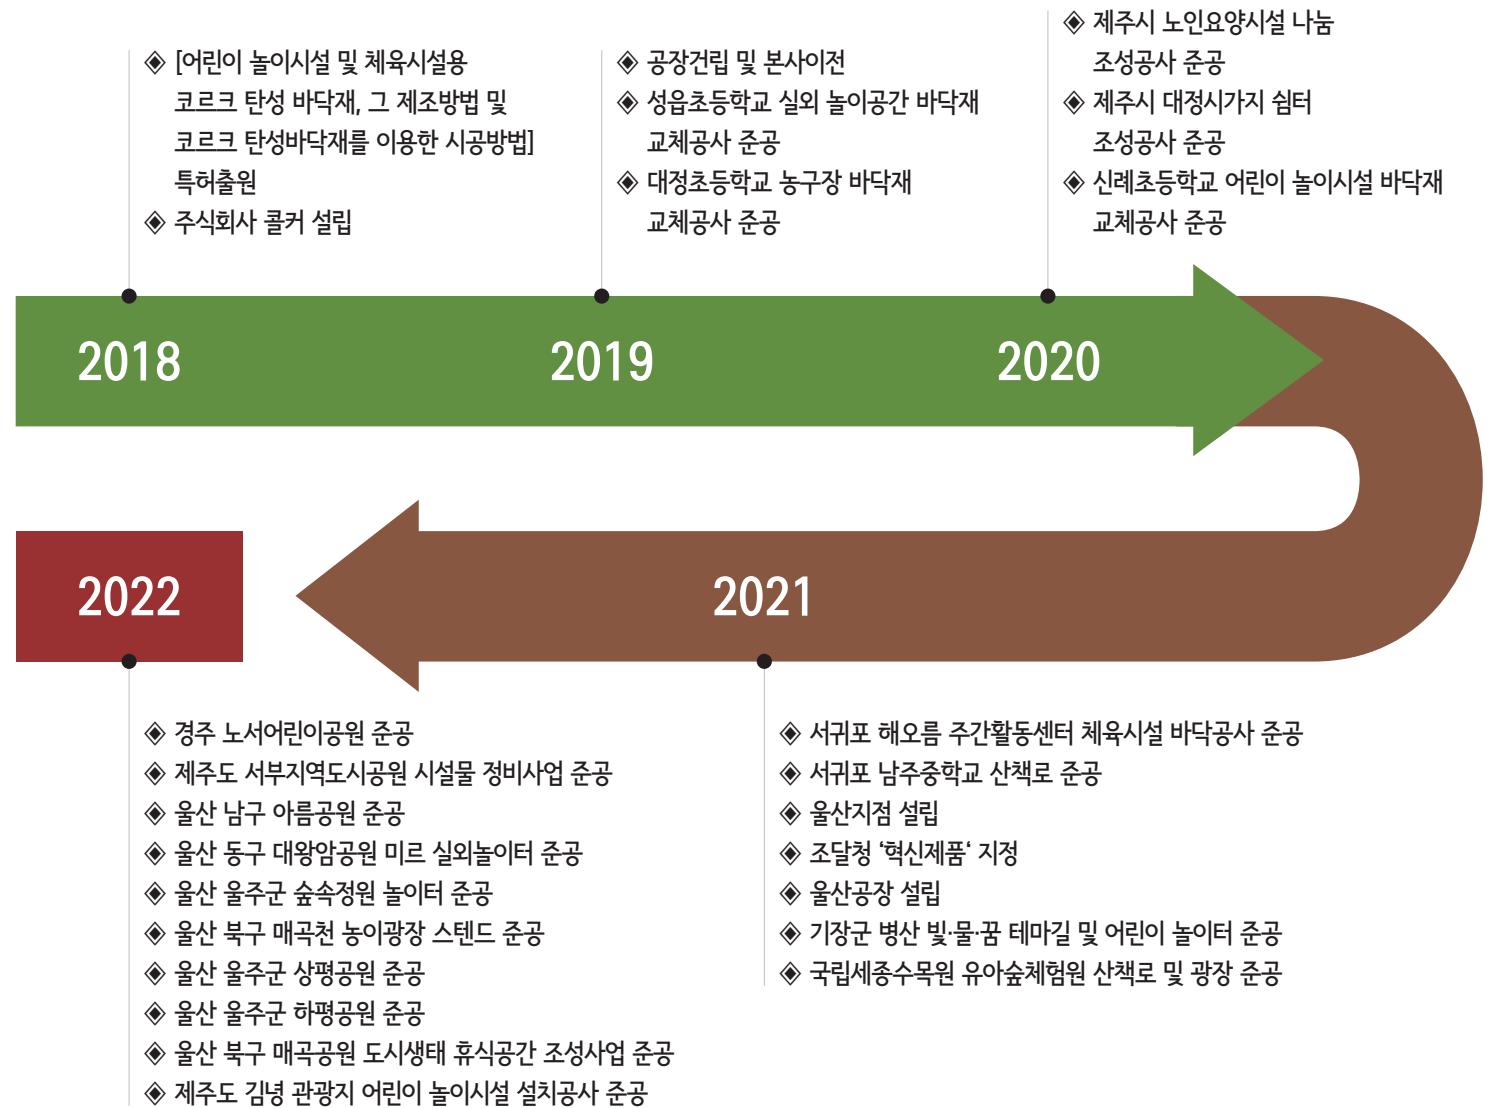 ◈ [어린이 놀이시설 및 체육시설용
코르크 탄성 바닥재, 그 제조방법 및
코르크 탄성바닥재를 이용한 시공방법]
특허출원
◈ 주식회사 콜커 설립
◈ 공장건립 및 본사이전
◈ 성읍초등학교 실외 놀이공간 바닥재
교체공사 준공
◈ 대정초등학교 농구장 바닥재
교체공사 준공
◈ 제주시 노인요양시설 나눔
조성공사 준공
◈ 제주시 대정시가지 쉼터
조성공사 준공
◈ 신례초등학교 어린이 놀이시설 바닥재
교체공사 준공
2018
2019
2020
2021
2022
◈ 서귀포 해오름 주간활동센터 체육시설 바닥공사 준공
◈ 서귀포 남주중학교 산책로 준공
◈ 울산지점 설립
◈ 조달청 ‘혁신제품‘ 지정
◈ 울산공장 설립
◈ 기장군 병산 빛·물·꿈 테마길 및 어린이 놀이터 준공
◈ 국립세종수목원 유아숲체험원 산책로 및 광장 준공
◈ 경주 노서어린이공원 준공
◈ 제주도 서부지역도시공원 시설물 정비사업 준공
◈ 울산 남구 아름공원 준공
◈ 울산 동구 대왕암공원 미르 실외놀이터 준공
◈ 울산 울주군 숲속정원 놀이터 준공
◈ 울산 북구 매곡천 농이광장 스텐드 준공
◈ 울산 울주군 상평공원 준공
◈ 울산 울주군 하평공원 준공
◈ 울산 북구 매곡공원 도시생태 휴식공간 조성사업 준공
◈ 제주도 김녕 관광지 어린이 놀이시설 설치공사 준공